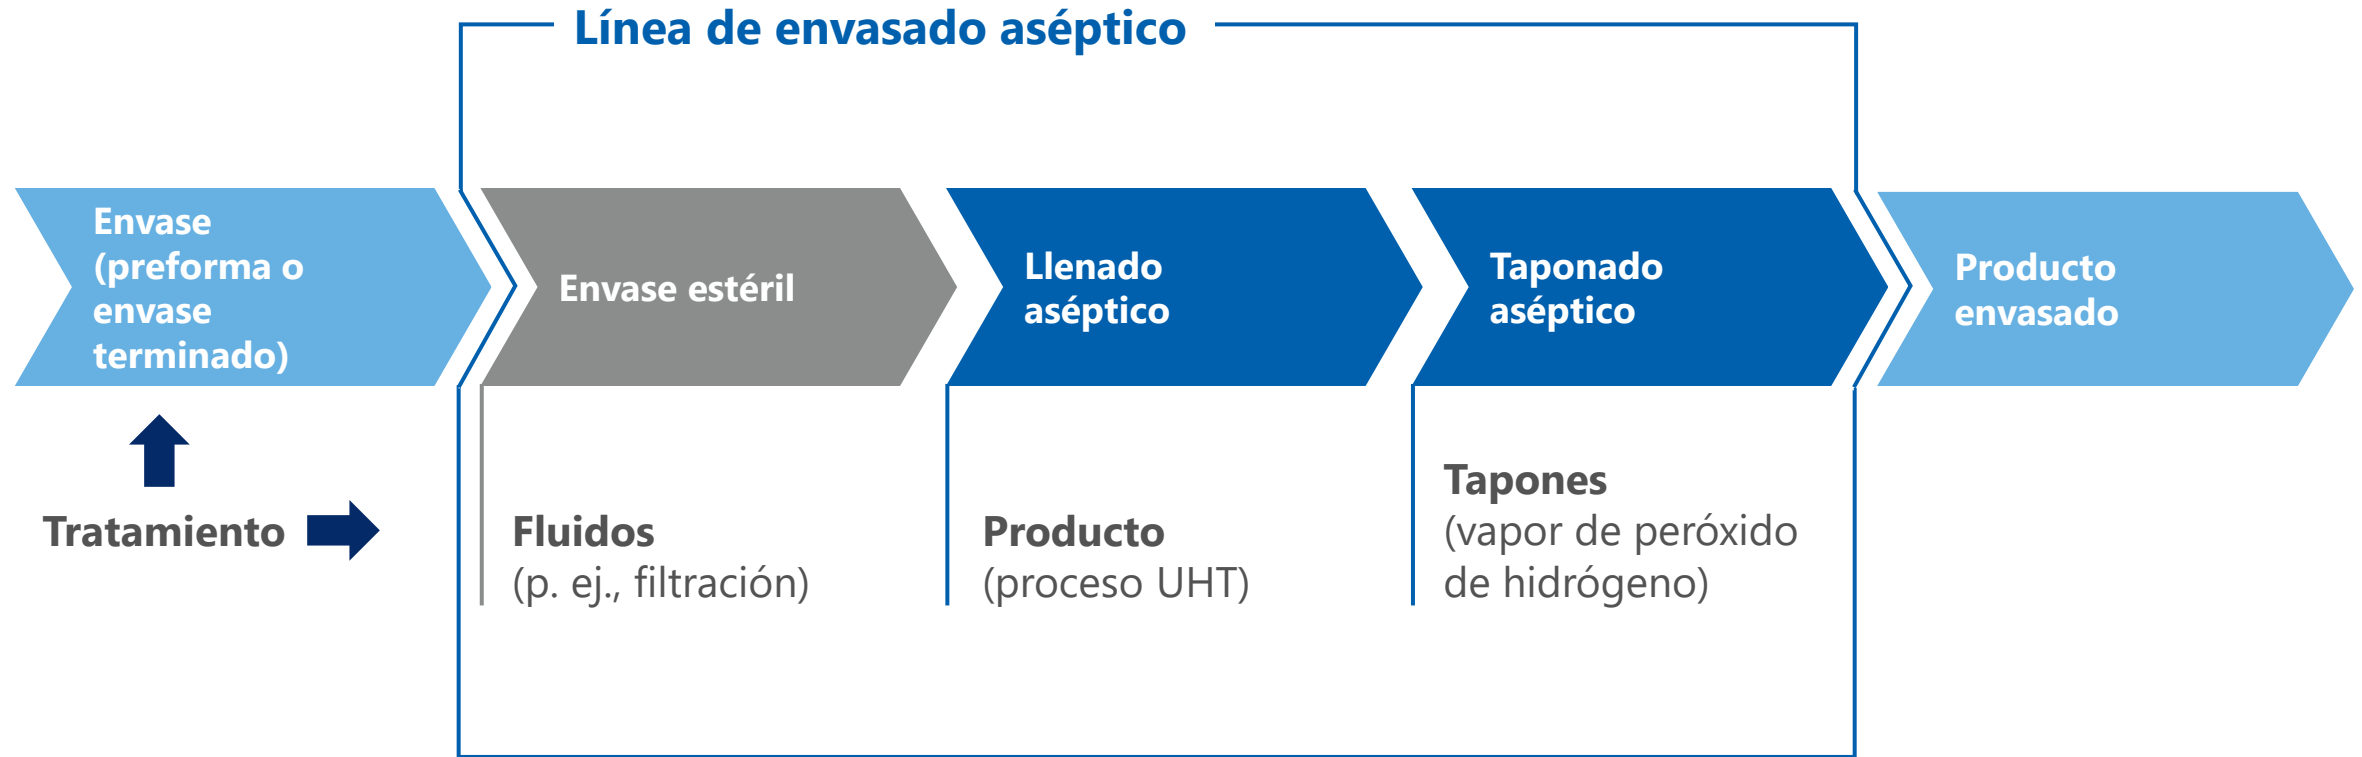 Línea de envasado aséptico
Envase
(preforma o
envase
terminado)
Envase estéril
Llenado
aséptico
Taponado
aséptico
Producto
envasado
Tratamiento
Fluidos
(p. ej., filtración)
Producto
(proceso UHT)
Tapones
(vapor de peróxido
de hidrógeno)